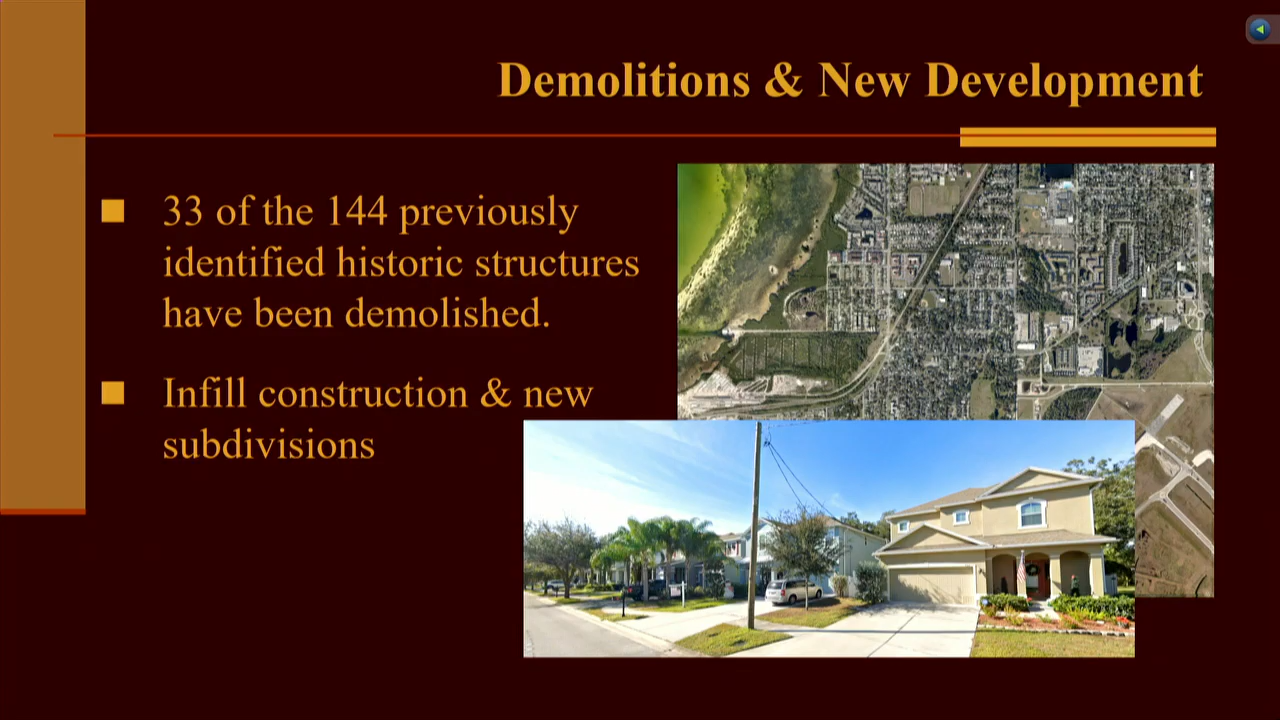 Demolitions & New Development
33 of the 144 previously
identified historic structures
have been demolished.
Infill construction & new
subdivisions